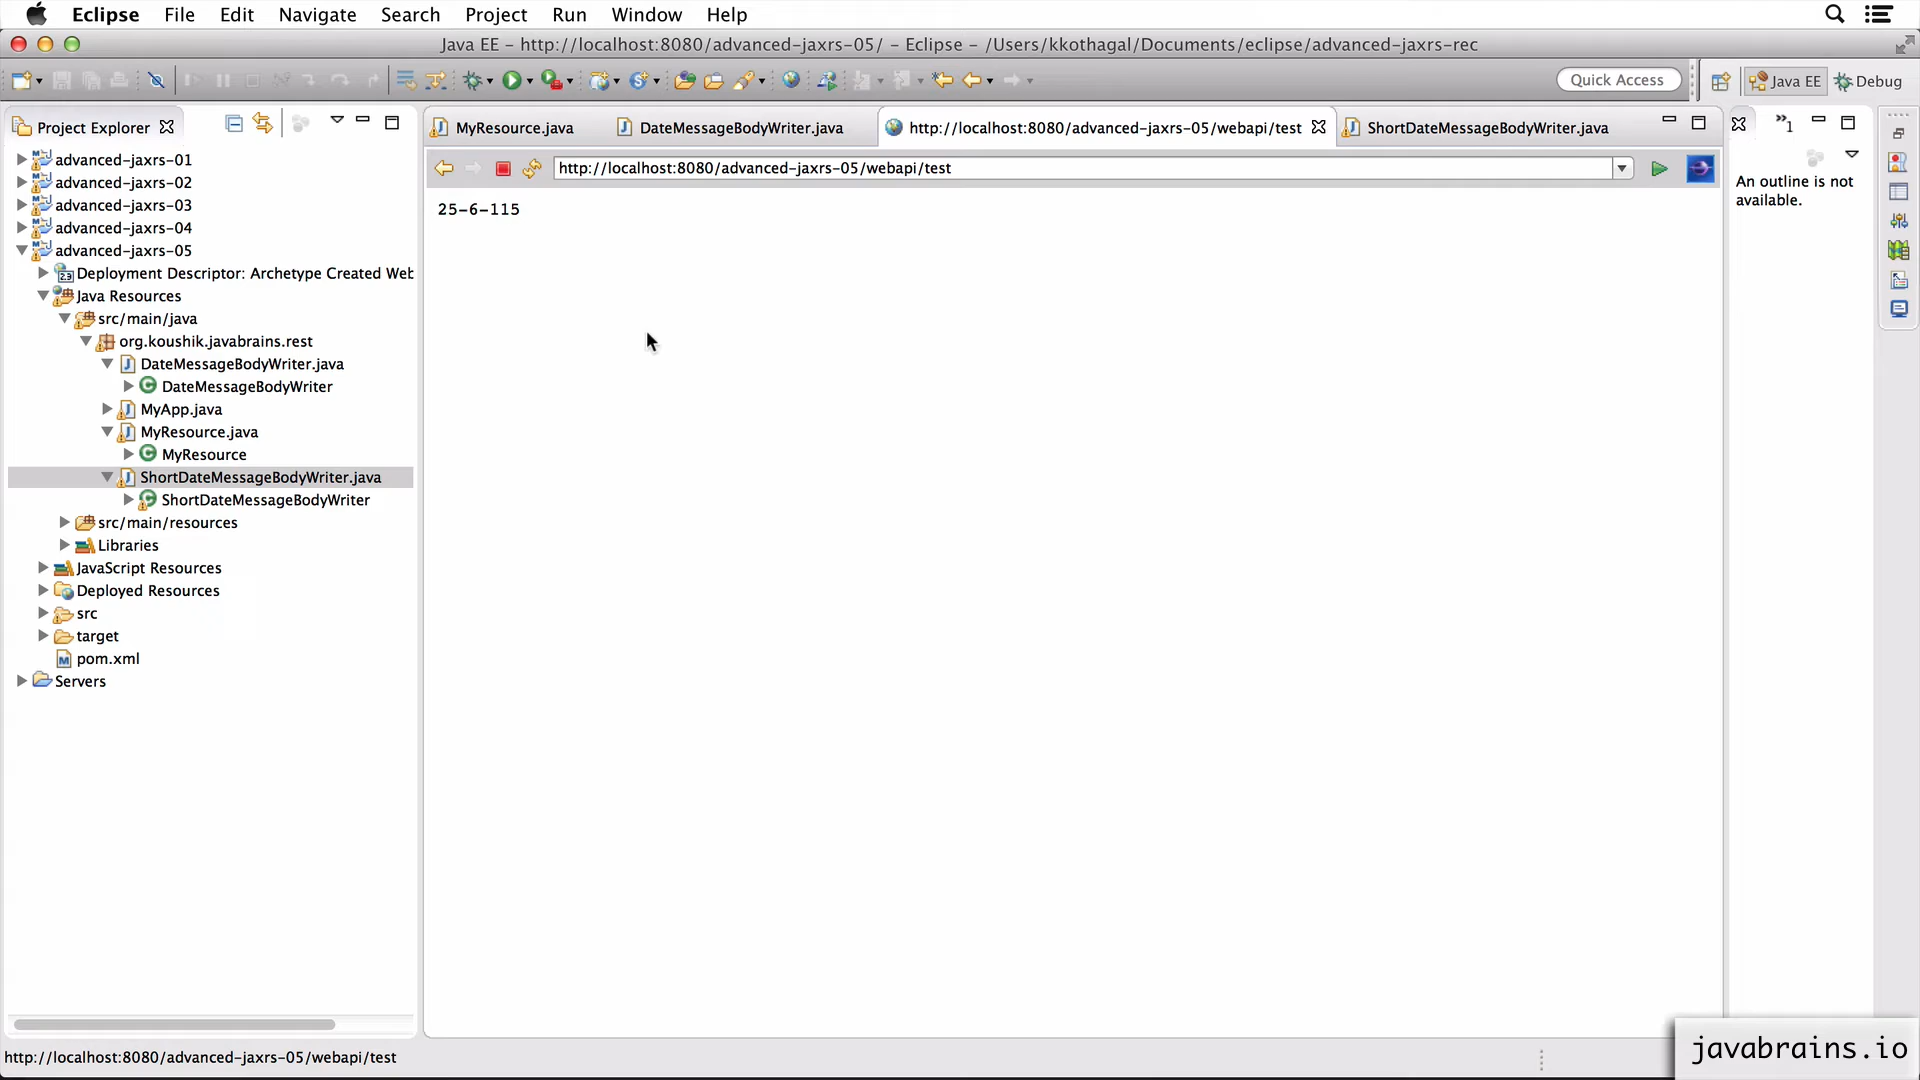 Eclipse File Edit Navigate Search Project Run Window Help
Java EE - http://localhost:8080/advanced-jaxrs-05/ - Eclipse - /Users/kkothagal/Documents/eclipse/advanced-jaxrs-rec
Quick Access Java EE Debug
Project Explorer
MyResource.java DateMessageBodyWriter.java http://localhost:8080/advanced-jaxrs-05/webapi/test ShortDateMessageBodyWriter.java
http://localhost:8080/advanced-jaxrs-05/webapi/test
25-6-115
An outline is not
available.
advanced-jaxrs-01
advanced-jaxrs-02
advanced-jaxrs-03
advanced-jaxrs-04
advanced-jaxrs-05
Deployment Descriptor: Archetype Created Web
Java Resources
src/main/java
org.koushik.javabrains.rest
DateMessageBodyWriter.java
DateMessageBodyWriter
MyApp.java
MyResource.java
MyResource
ShortDateMessageBodyWriter.java
ShortDateMessageBodyWriter
src/main/resources
Libraries
JavaScript Resources
Deployed Resources
src
target
pom.xml
Servers
http://localhost:8080/advanced-jaxrs-05/webapi/test
javabrains.io